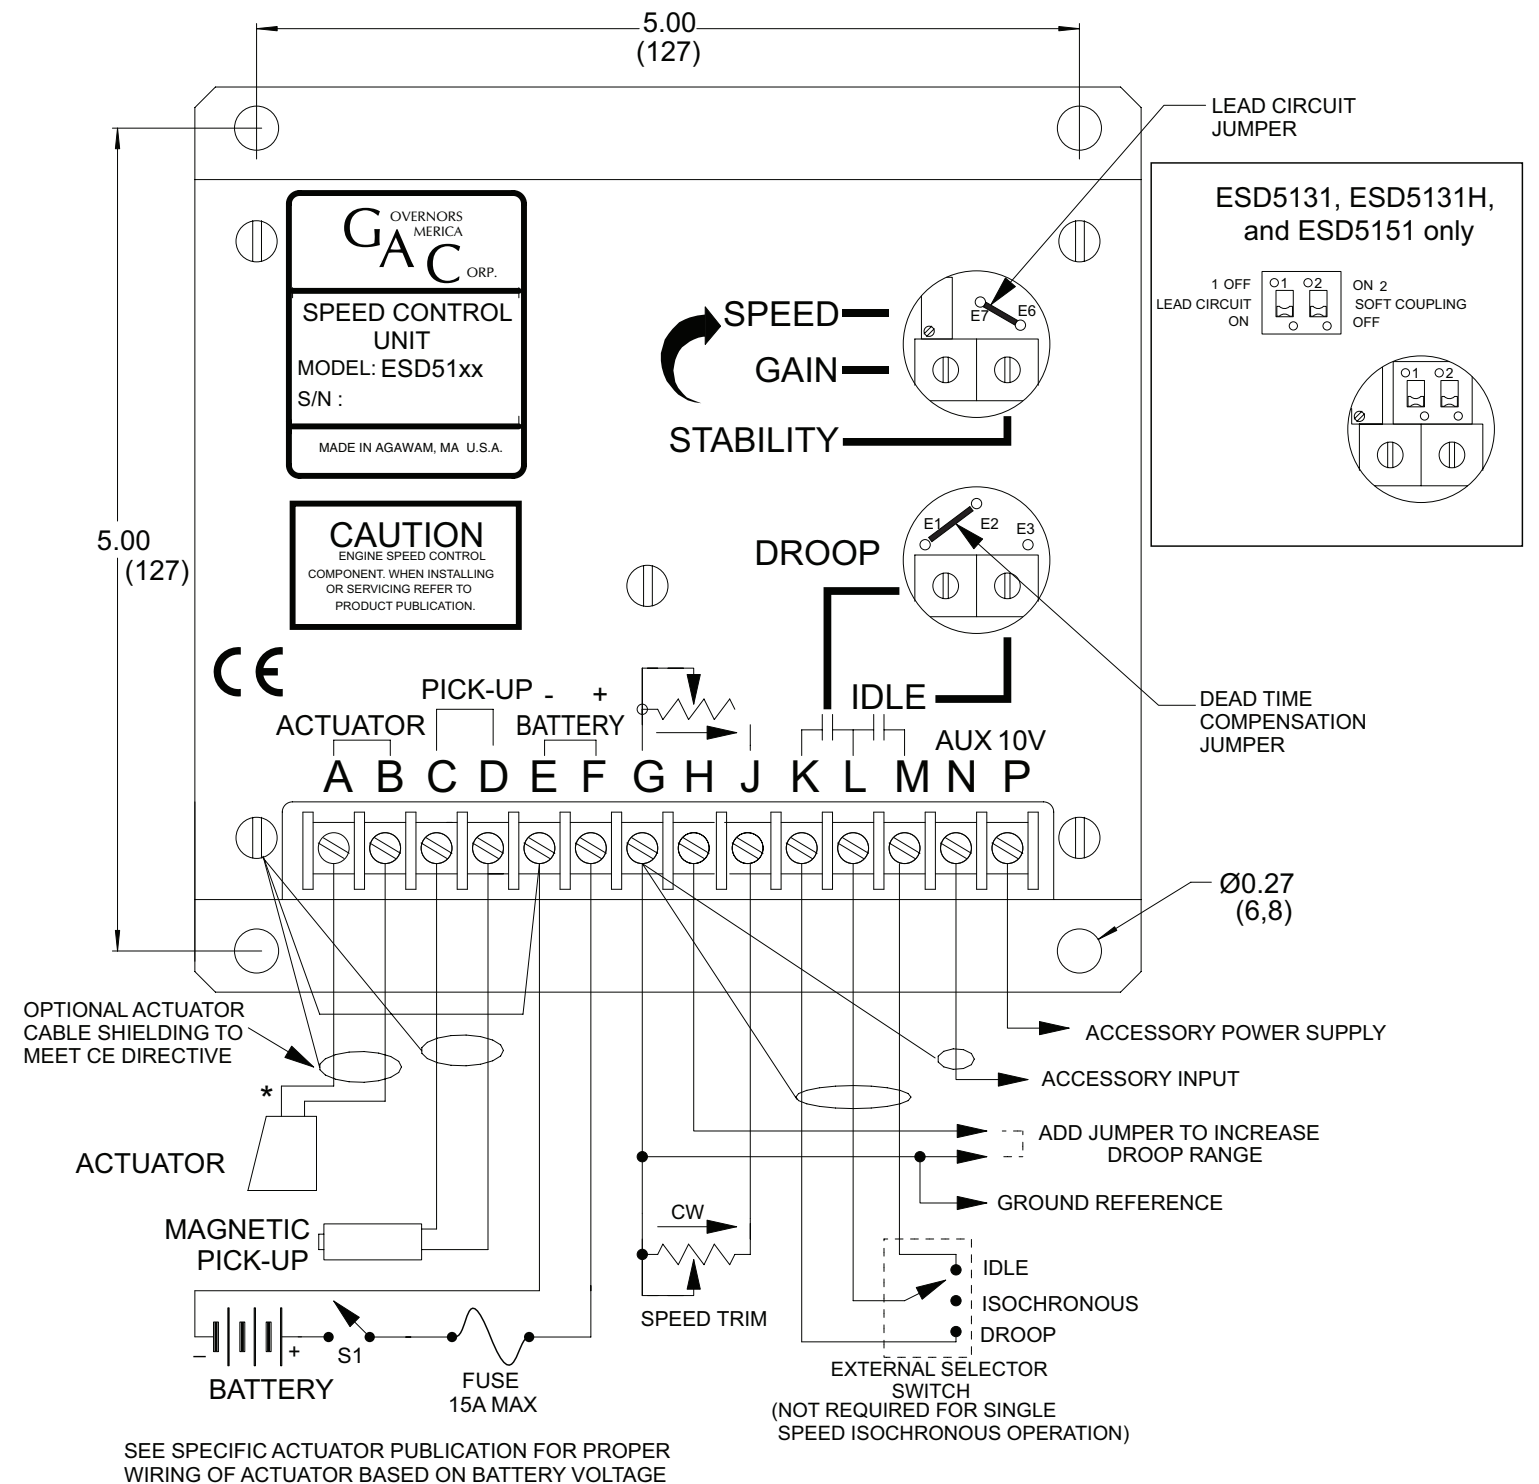 5.00
(127)
LEAD CIRCUIT
JUMPER
ESD5131, ESD5131H,
and ESD5151 only
1 OFF
LEAD CIRCUIT
ON
1 2
ON 2
SOFT COUPLING
OFF
1 2
GOVERNORS
AMERICA
CORP.
SPEED CONTROL
UNIT
MODEL: ESD51xx
S/N :
MADE IN AGAWAM, MA U.S.A.
SPEED
GAIN
STABILITY
E7 E6
CAUTION
ENGINE SPEED CONTROL
COMPONENT. WHEN INSTALLING
OR SERVICING REFER TO
PRODUCT PUBLICATION.
DROOP
E1 E2 E3
5.00
(127)
CE
PICK-UP - +
ACTUATOR BATTERY
IDLE
AUX 10V
DEAD TIME
COMPENSATION
JUMPER
A B C D E F G H J K L M N P
Ø0.27
(6,8)
OPTIONAL ACTUATOR
CABLE SHIELDING TO
MEET CE DIRECTIVE
*
ACTUATOR
ACCESSORY POWER SUPPLY
ACCESSORY INPUT
ADD JUMPER TO INCREASE
DROOP RANGE
GROUND REFERENCE
MAGNETIC
PICK-UP
CW
SPEED TRIM
IDLE
ISOCHRONOUS
DROOP
EXTERNAL SELECTOR
SWITCH
(NOT REQUIRED FOR SINGLE
SPEED ISOCHRONOUS OPERATION)
– +
S1
BATTERY
FUSE
15A MAX
SEE SPECIFIC ACTUATOR PUBLICATION FOR PROPER
WIRING OF ACTUATOR BASED ON BATTERY VOLTAGE